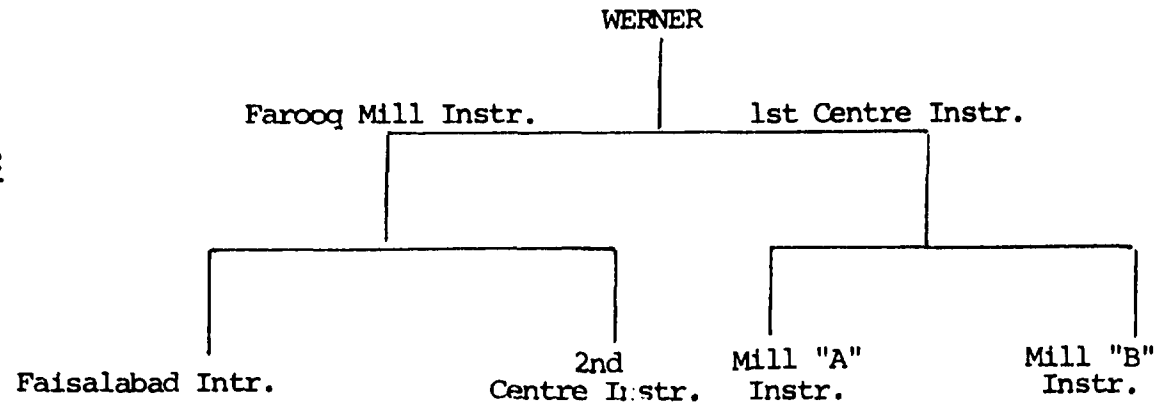 WERNER
Farooq Mill Instr.
1st Centre Instr.
Faisalabad Intr.
2nd
Centre Instr.
Mill "A"
Instr.
Mill "B"
Instr.